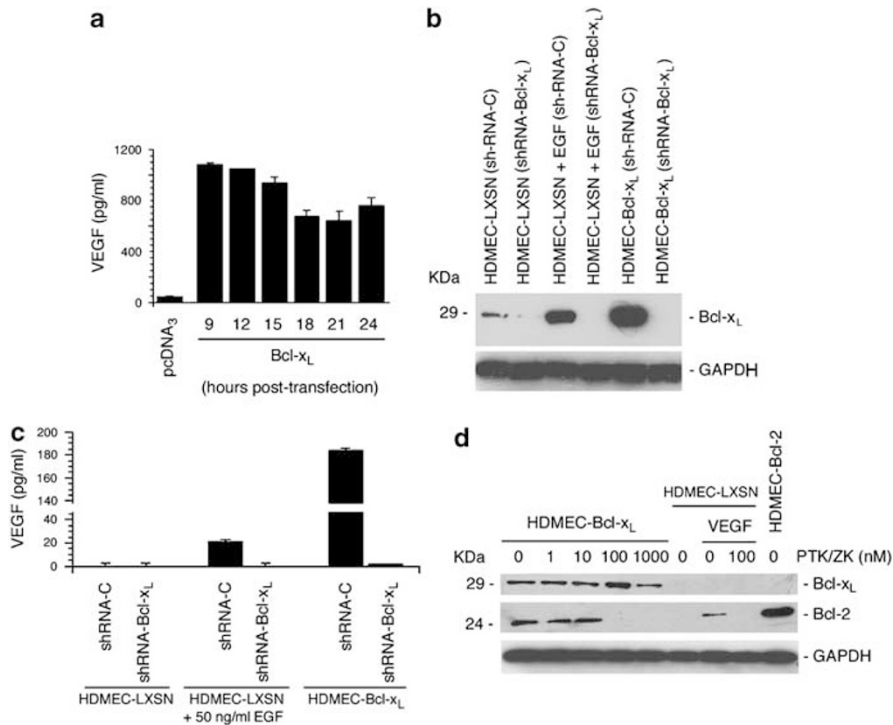 a
VEGF (pg/ml)
1200
800
400
0
pcDNA3
9 12 15 18 21 24
Bcl-xL
(hours post-transfection)
b
HDMEC-LXSN (sh-RNA-C)
HDMEC-LXSN (shRNA-Bcl-xL)
HDMEC-LXSN + EGF (sh-RNA-C)
HDMEC-LXSN + EGF (shRNA-Bcl-xL)
HDMEC-Bcl-xL (sh-RNA-C)
HDMEC-Bcl-xL (shRNA-Bcl-xL)
KDa
29 -
- Bcl-xL
- GAPDH
c
VEGF (pg/ml)
200
180
160
140
40
20
0
shRNA-C
shRNA-Bcl-xL
shRNA-C
shRNA-Bcl-xL
shRNA-C
shRNA-Bcl-xL
HDMEC-LXSN
HDMEC-LXSN
+ 50 ng/ml EGF
HDMEC-Bcl-xL
d
HDMEC-Bcl-2
HDMEC-LXSN
HDMEC-Bcl-xL
VEGF
KDa
0 1 10 100 1000 0 0 100 0 PTK/ZK (nM)
29 -
- Bcl-xL
24 -
- Bcl-2
- GAPDH